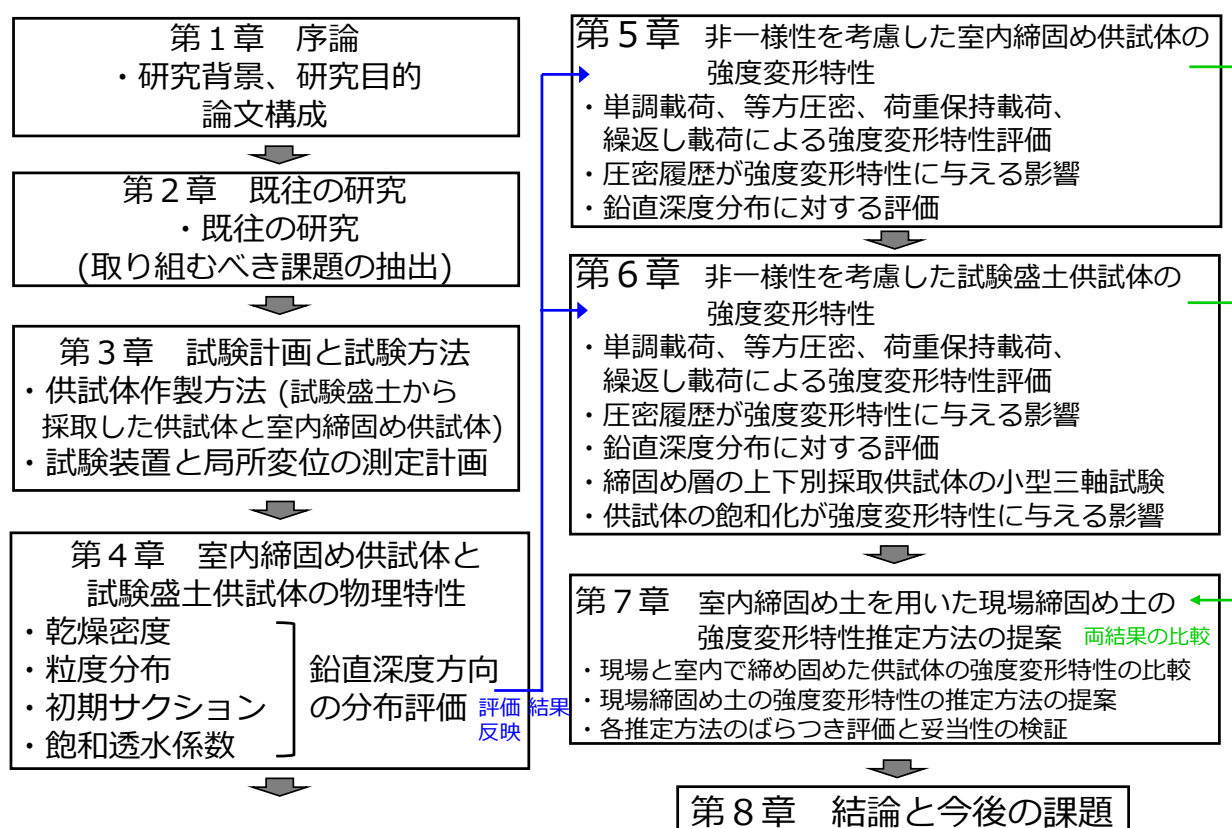 第1章　序論
・研究背景、研究目的
論文構成
第2章　既往の研究
・既往の研究
(取り組むべき課題の抽出)
第3章　試験計画と試験方法
・供試体作製方法 (試験盛土から
採取した供試体と室内締固め供試体)
・試験装置と局所変位の測定計画
第4章　室内締固め供試体と
試験盛土供試体の物理特性
・乾燥密度
・粒度分布
・初期サクション
・飽和透水係数
鉛直深度方向
の分布評価
評価結果
反映
第5章　非一様性を考慮した室内締固め供試体の
強度変形特性
・単調載荷、等方圧密、荷重保持載荷、
繰返し載荷による強度変形特性評価
・圧密履歴が強度変形特性に与える影響
・鉛直深度分布に対する評価
第6章　非一様性を考慮した試験盛土供試体の
強度変形特性
・単調載荷、等方圧密、荷重保持載荷、
繰返し載荷による強度変形特性評価
・圧密履歴が強度変形特性に与える影響
・鉛直深度分布に対する評価
・締固め層の上下別採取供試体の小型三軸試験
・供試体の飽和化が強度変形特性に与える影響
第7章　室内締固め土を用いた現場締固め土の
強度変形特性推定方法の提案
両結果の比較
・現場と室内で締め固めた供試体の強度変形特性の比較
・現場締固め土の強度変形特性の推定方法の提案
・各推定方法のばらつき評価と妥当性の検証
第8章　結論と今後の課題